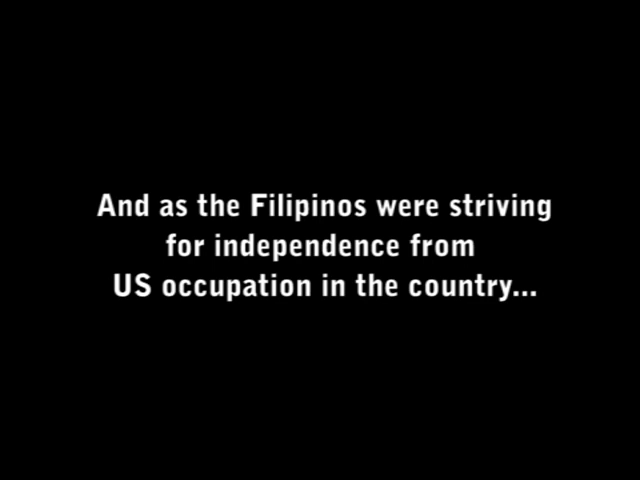 And as the Filipinos were striving
for independence from
US occupation in the country...